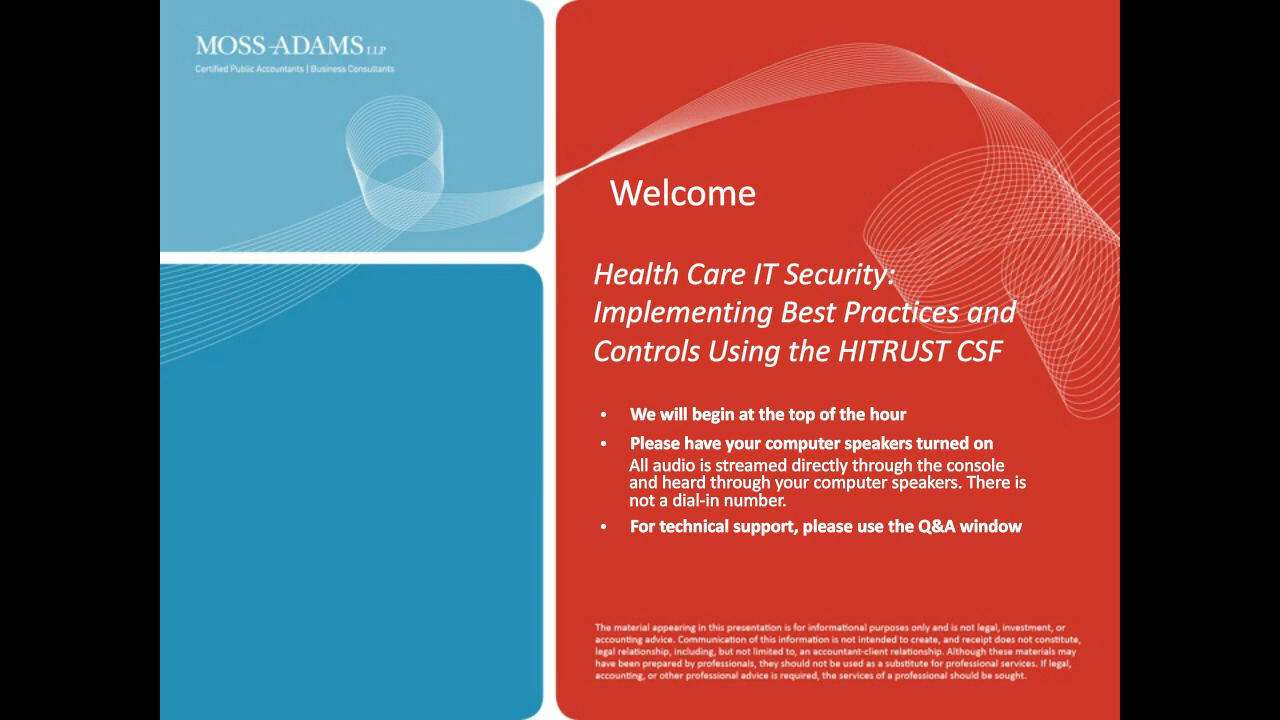 MOSS-ADAMS LLP
Certified Public Accountants | Business Consultants
Welcome
Health Care IT Security:
Implementing Best Practices and
Controls Using the HITRUST CSF
• We will begin at the top of the hour
• Please have your computer speakers turned on
All audio is streamed directly through the console
and heard through your computer speakers. There is
not a dial-in number.
• For technical support, please use the Q&A window
The material appearing in this presentation is for informational purposes only and is not legal, investment, or
accounting advice. Communication of this information is not intended to create, and receipt does not constitute,
legal relationship, including, but not limited to, an accountant-client relationship. Although these materials may
have been prepared by professionals, they should not be used as a substitute for professional services. If legal,
accounting, or other professional advice is required, the services of a professional should be sought.